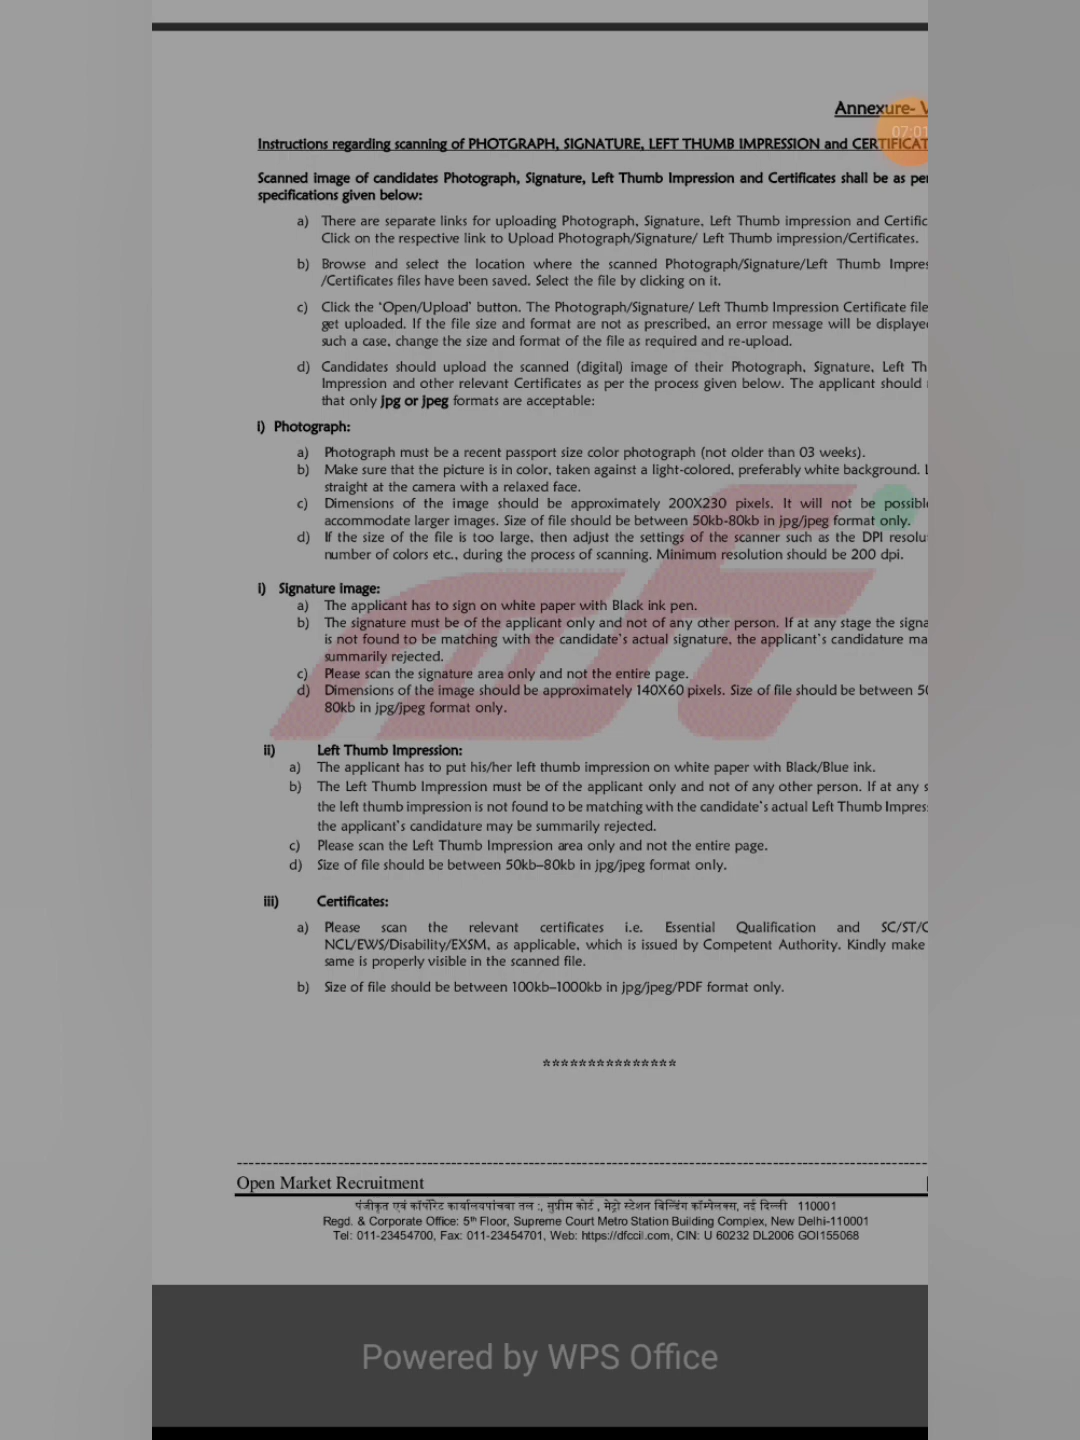 Annexure-
07:01
Instructions regarding scanning of PHOTGRAPH, SIGNATURE, LEFT THUMB IMPRESSION and CERTIFICAT
Scanned image of candidates Photograph, Signature, Left Thumb Impression and Certificates shall be as per
specifications given below:
a) There are separate links for uploading Photograph, Signature, Left Thumb impression and Certific
Click on the respective link to Upload Photograph/Signature/ Left Thumb impression/Certificates.
b) Browse and select the location where the scanned Photograph/Signature/Left Thumb Impres
/Certificates files have been saved. Select the file by clicking on it.
c) Click the 'Open/Upload' button. The Photograph/Signature/ Left Thumb Impression Certificate file
get uploaded. If the file size and format are not as prescribed, an error message will be displaye
such a case, change the size and format of the file as required and re-upload.
d) Candidates should upload the scanned (digital) image of their Photograph, Signature, Left Th
Impression and other relevant Certificates as per the process given below. The applicant should
that only jpg or jpeg formats are acceptable:
i) Photograph:
a) Photograph must be a recent passport size color photograph (not older than 03 weeks).
b) Make sure that the picture is in color, taken against a light-colored, preferably white background.
straight at the camera with a relaxed face.
c) Dimensions of the image should be approximately 200X230 pixels. It will not be possible
accommodate larger images. Size of file should be between 50kb-80kb in jpg/jpeg format only.
d) If the size of the file is too large, then adjust the settings of the scanner such as the DPI resolu
number of colors etc., during the process of scanning. Minimum resolution should be 200 dpi.
i) Signature image:
a) The applicant has to sign on white paper with Black ink pen.
b) The signature must be of the applicant only and not of any other person. If at any stage the signa
is not found to be matching with the candidate's actual signature, the applicant's candidature ma
summarily rejected.
c) Please scan the signature area only and not the entire page.
d) Dimensions of the image should be approximately 140X60 pixels. Size of file should be between 50
80kb in jpg/jpeg format only.
ii) Left Thumb Impression:
a) The applicant has to put his/her left thumb impression on white paper with Black/Blue ink.
b) The Left Thumb Impression must be of the applicant only and not of any other person. If at any s
the left thumb impression is not found to be matching with the candidate's actual Left Thumb Impres
the applicant's candidature may be summarily rejected.
c) Please scan the Left Thumb Impression area only and not the entire page.
d) Size of file should be between 50kb–80kb in jpg/jpeg format only.
iii) Certificates:
a) Please scan the relevant certificates i.e. Essential Qualification and SC/ST/
NCL/EWS/Disability/EXSM, as applicable, which is issued by Competent Authority. Kindly make
same is properly visible in the scanned file.
b) Size of file should be between 100kb–1000kb in jpg/jpeg/PDF format only.
***************
Open Market Recruitment
पंजीकृत एवं कॉर्पोरेट कार्यालयपांचवा तल :, सुप्रीम कोर्ट , मेट्रो स्टेशन बिल्डिंग कॉम्पेलक्स, नई दिल्ली 110001
Regd. & Corporate Office: 5th Floor, Supreme Court Metro Station Building Complex, New Delhi-110001
Tel: 011-23454700, Fax: 011-23454701, Web: https://dfccil.com, CIN: U 60232 DL2006 GOI155068
Powered by WPS Office